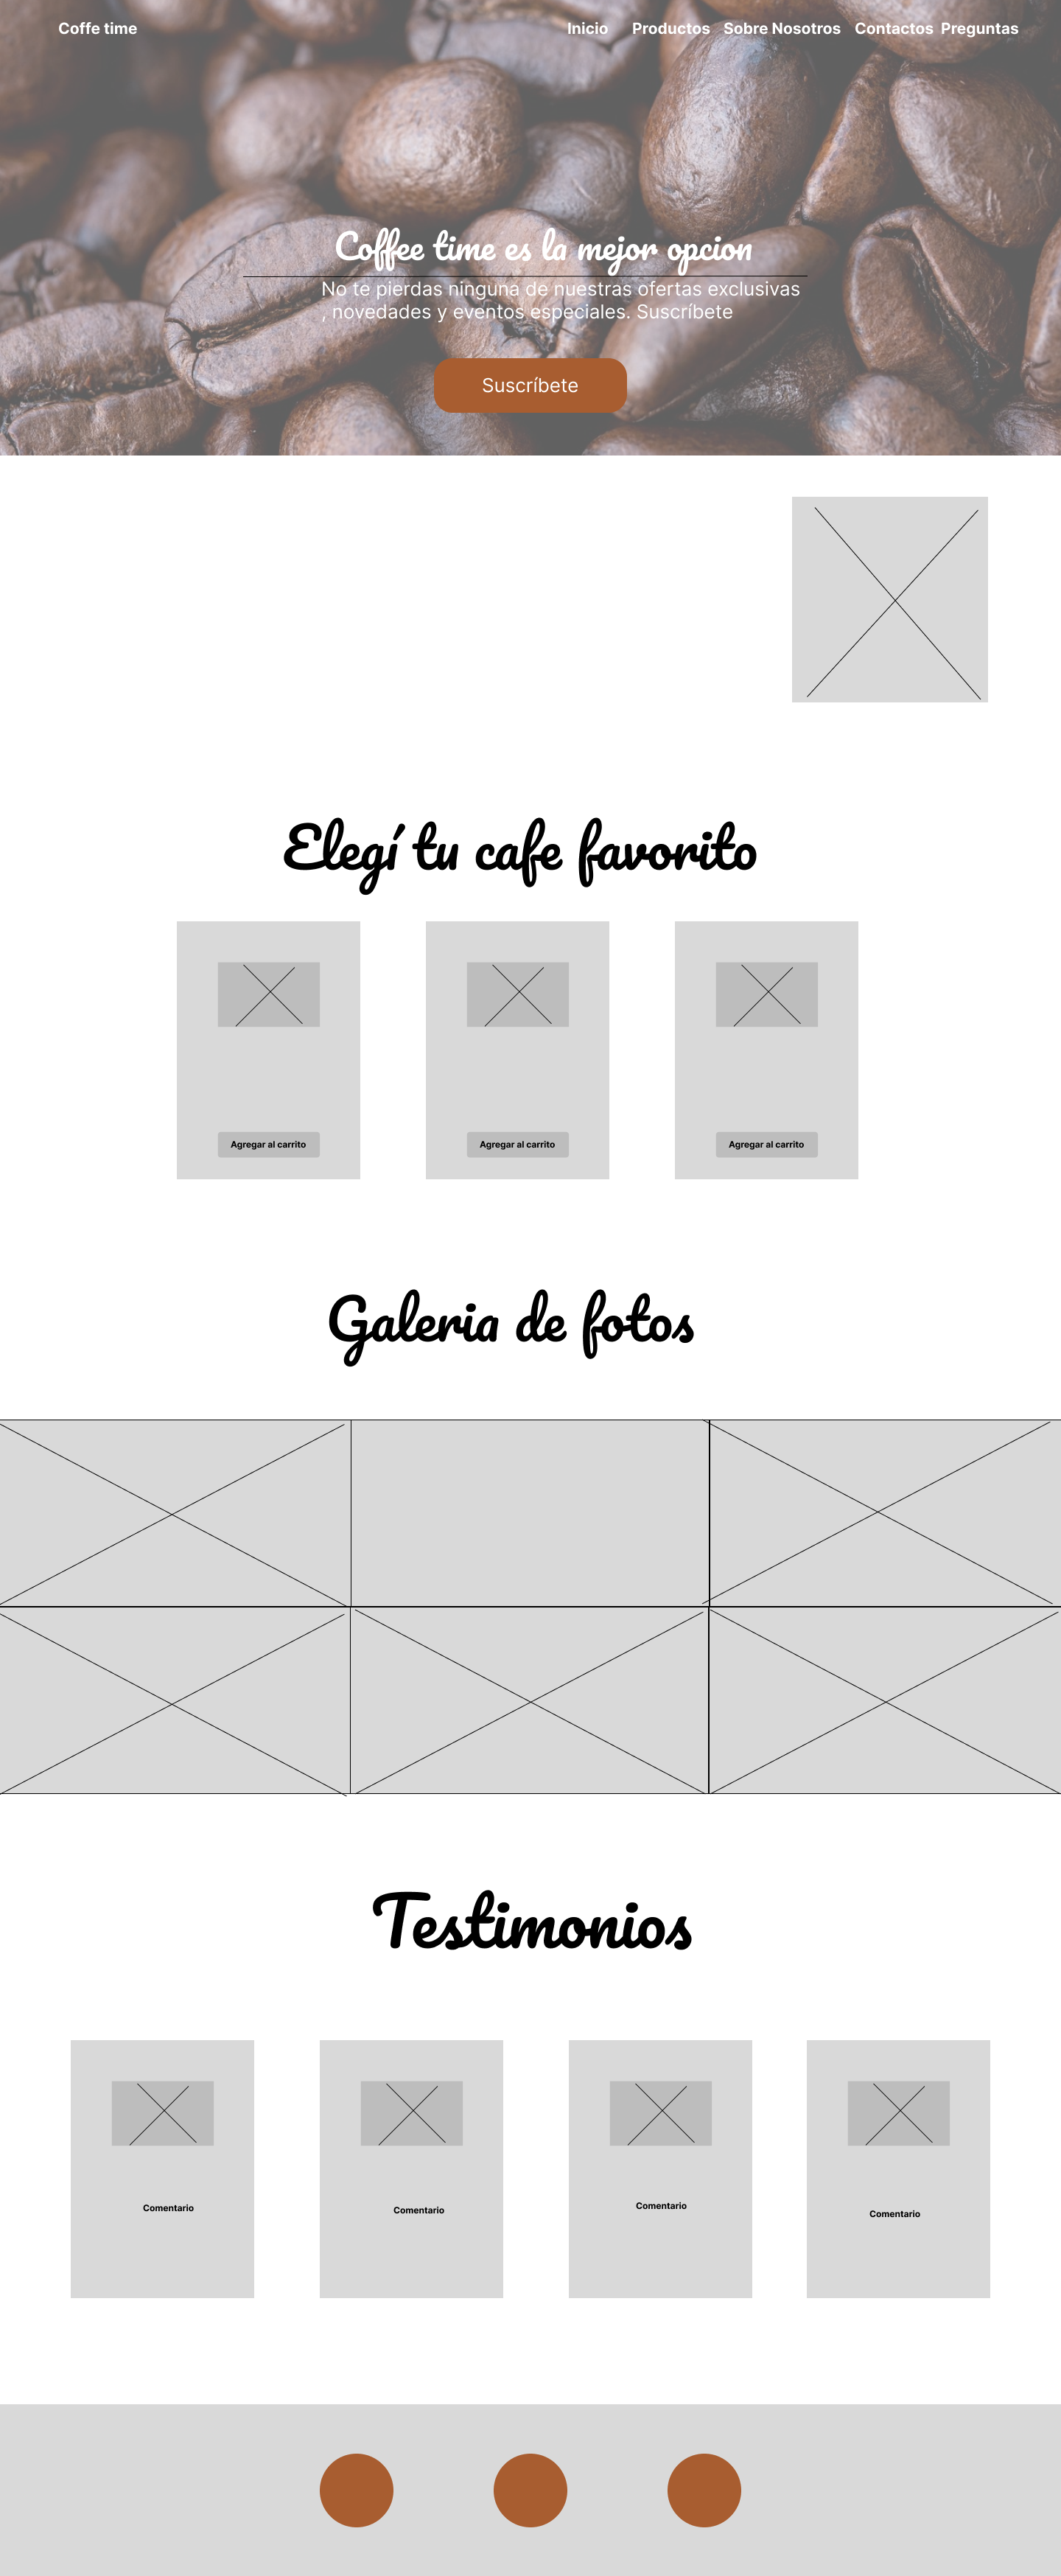 Coffe time
Inicio Productos Sobre Nosotros Contactos Preguntas
Coffee time es la mejor opcion
No te pierdas ninguna de nuestras ofertas exclusivas
, novedades y eventos especiales. Suscríbete
Suscríbete
Elegí tu cafe favorito
Agregar al carrito
Agregar al carrito
Agregar al carrito
Galeria de fotos
Testimonios
Comentario
Comentario
Comentario
Comentario